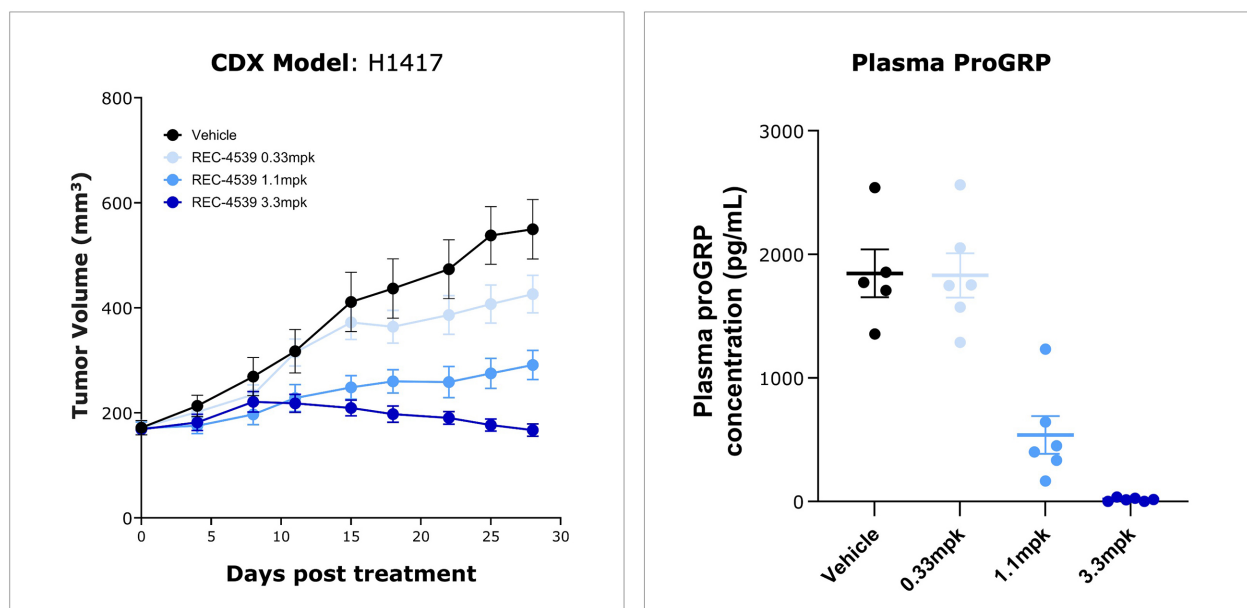 CDX Model: H1417
800
600
400
200
0
Tumor Volume (mm³)
Vehicle
REC-4539 0.33mpk
REC-4539 1.1mpk
REC-4539 3.3mpk
0 5 10 15 20 25 30
Days post treatment
Plasma ProGRP
3000
2000
1000
0
Plasma proGRP
concentration (pg/mL)
Vehicle
0.33mpk
1.1mpk
3.3mpk